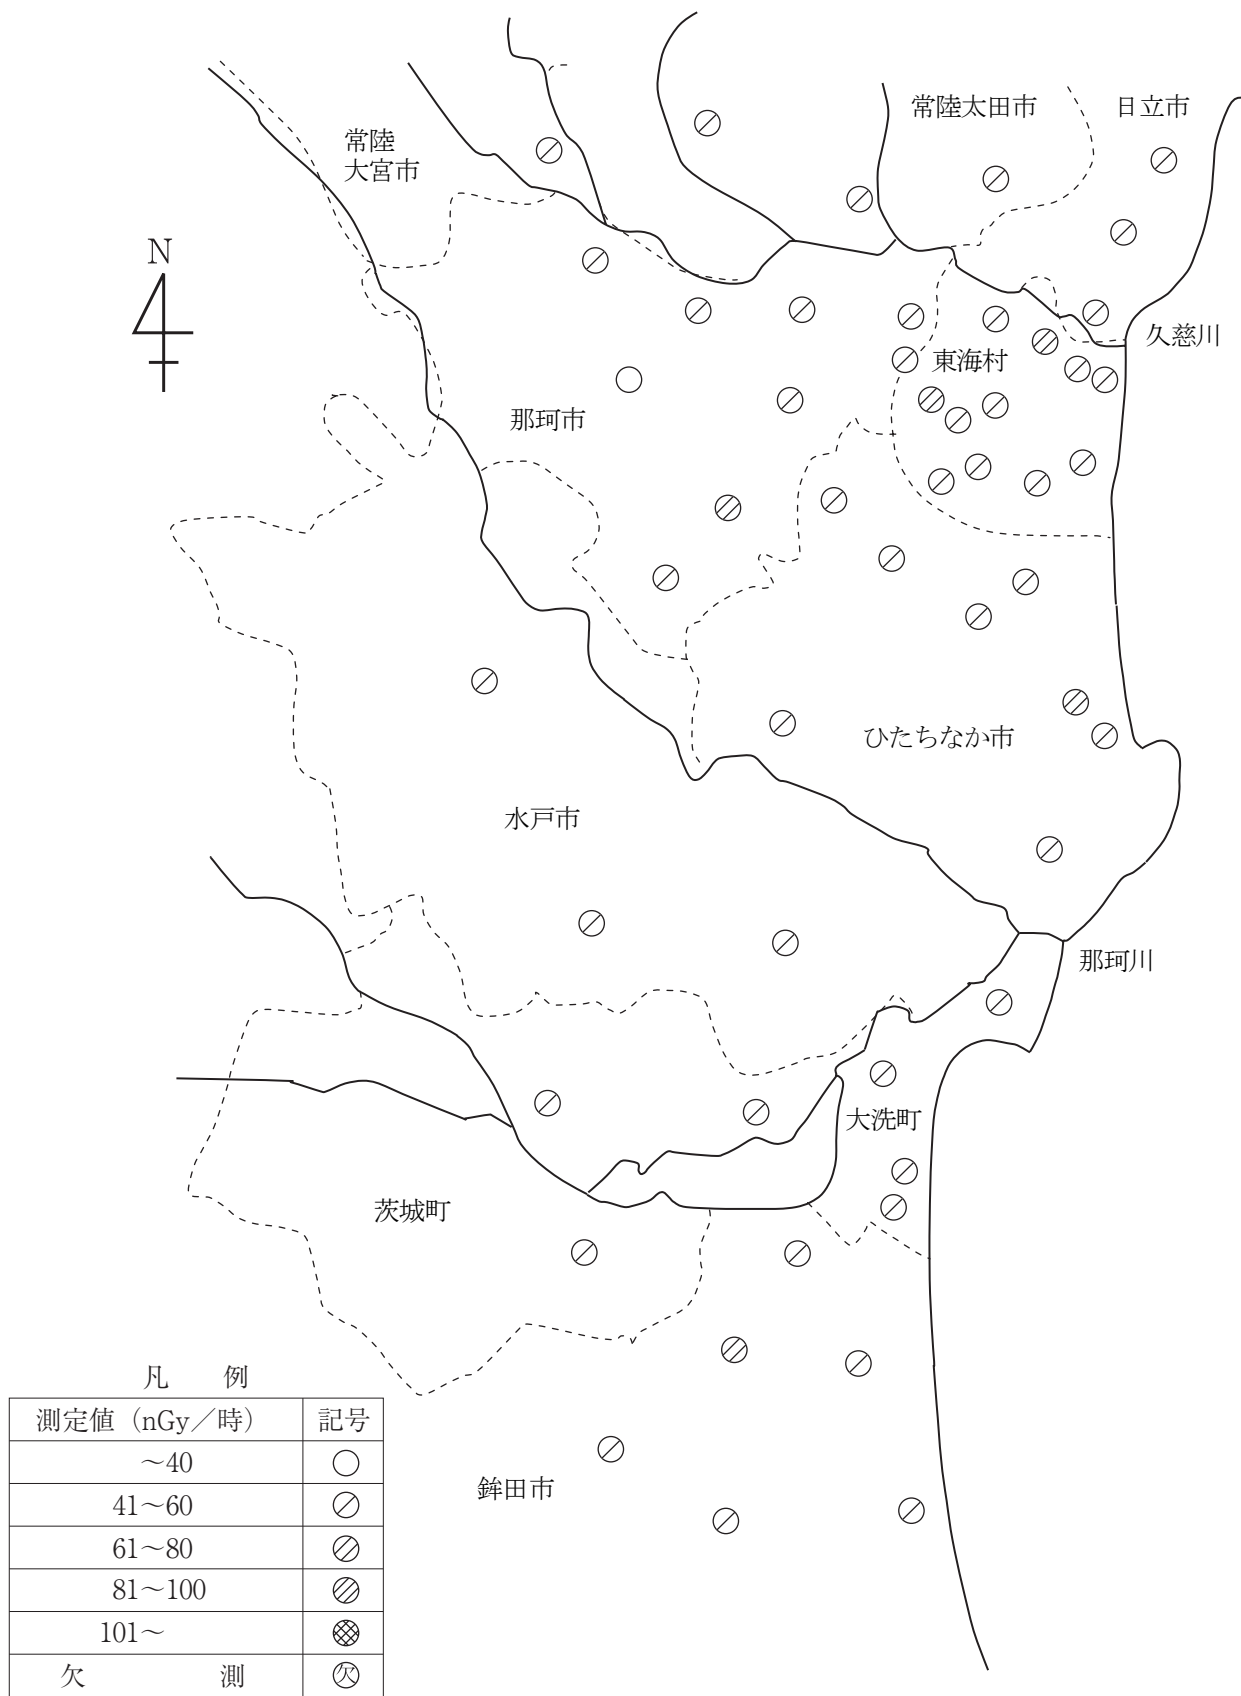 常陸太田市
日立市
常陸
大宮市
N
久慈川
東海村
那珂市
ひたちなか市
水戸市
那珂川
大洗町
茨城町
鉾田市
凡 例
測定値（nGy／時） 記号
～40
41～60
61～80
81～100
101～
欠 測 欠